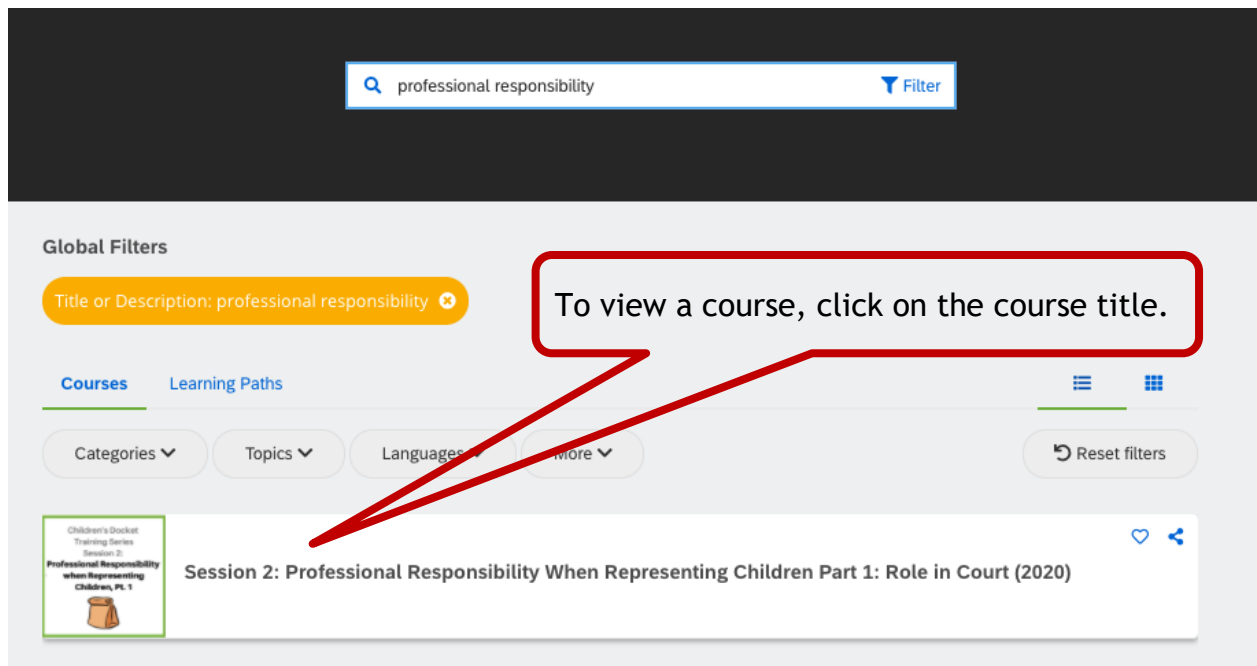 professional responsibility
Filter
Global Filters
Title or Description: professional responsibility
To view a course, click on the course title.
Courses
Learning Paths
Categories
Topics
Languages
More
Reset filters
Children's Docket
Training Series
Session 2:
Professional Responsibility
when Representing
Children, Pt. 1
Session 2: Professional Responsibility When Representing Children Part 1: Role in Court (2020)